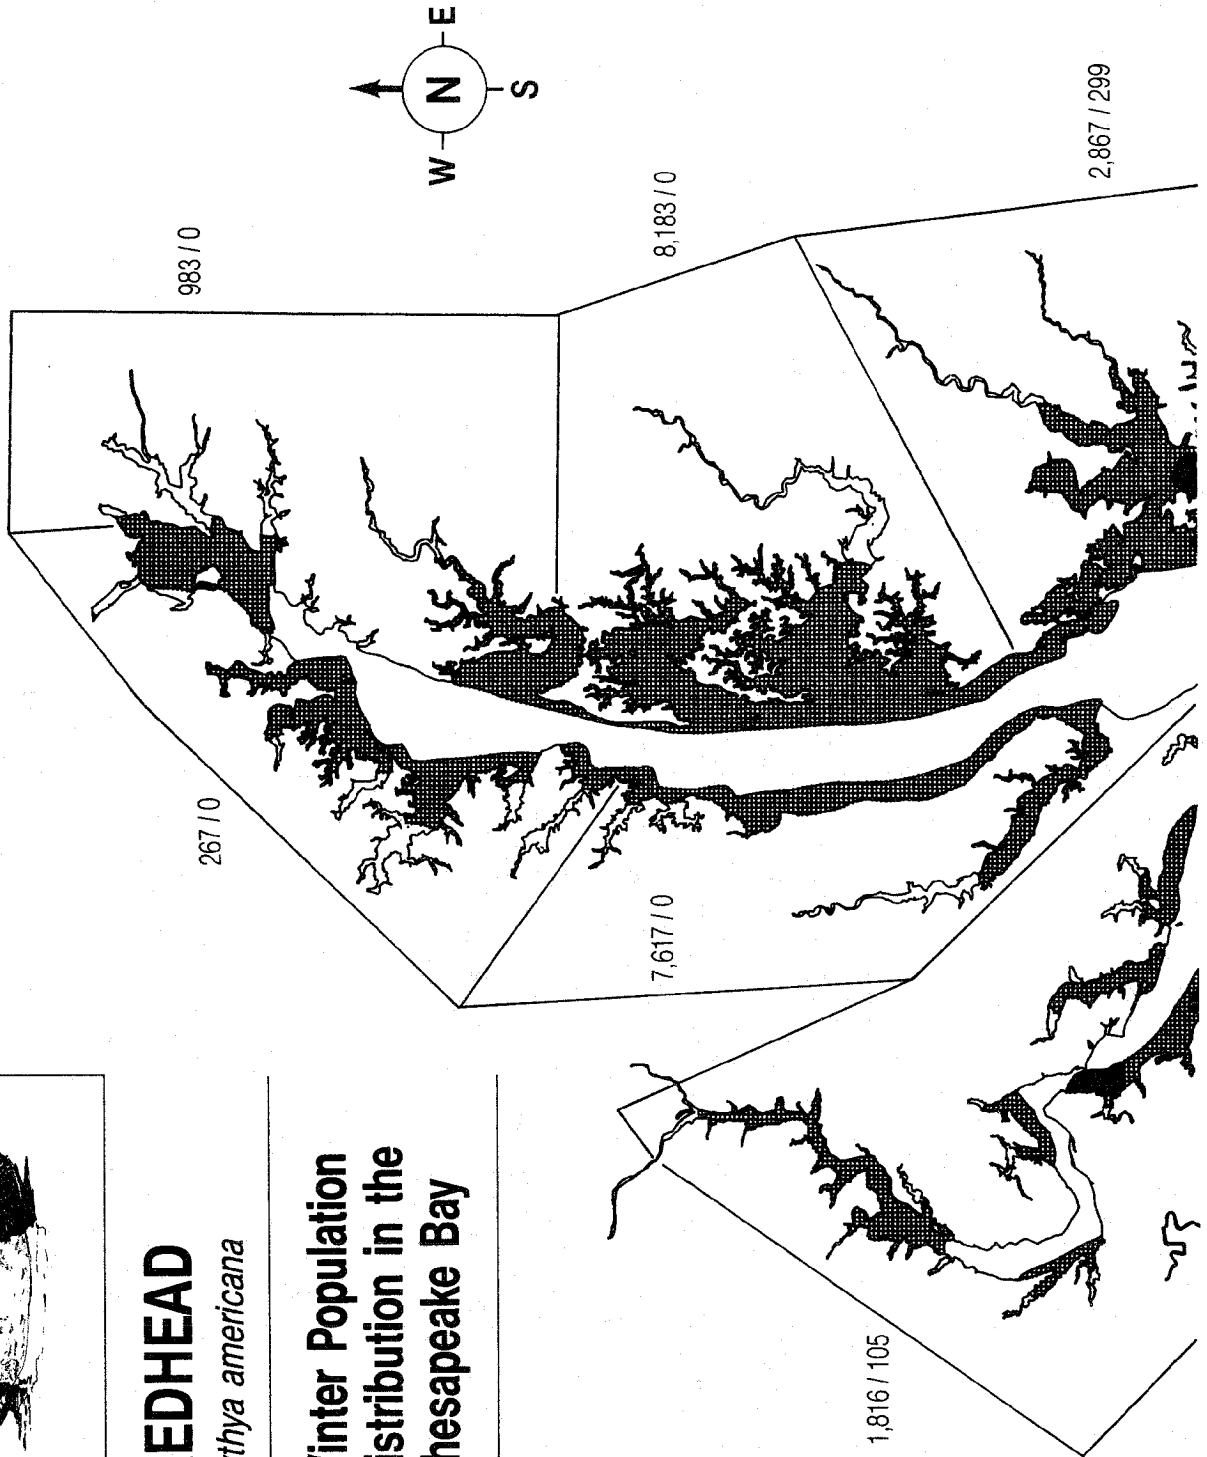 EDHEAD
thya americana
inter Population
istribution in the
hesapeake Bay
W
N
E
S
983 / 0
8,183 / 0
2,867 / 299
267 / 0
7,617 / 0
1,816 / 105